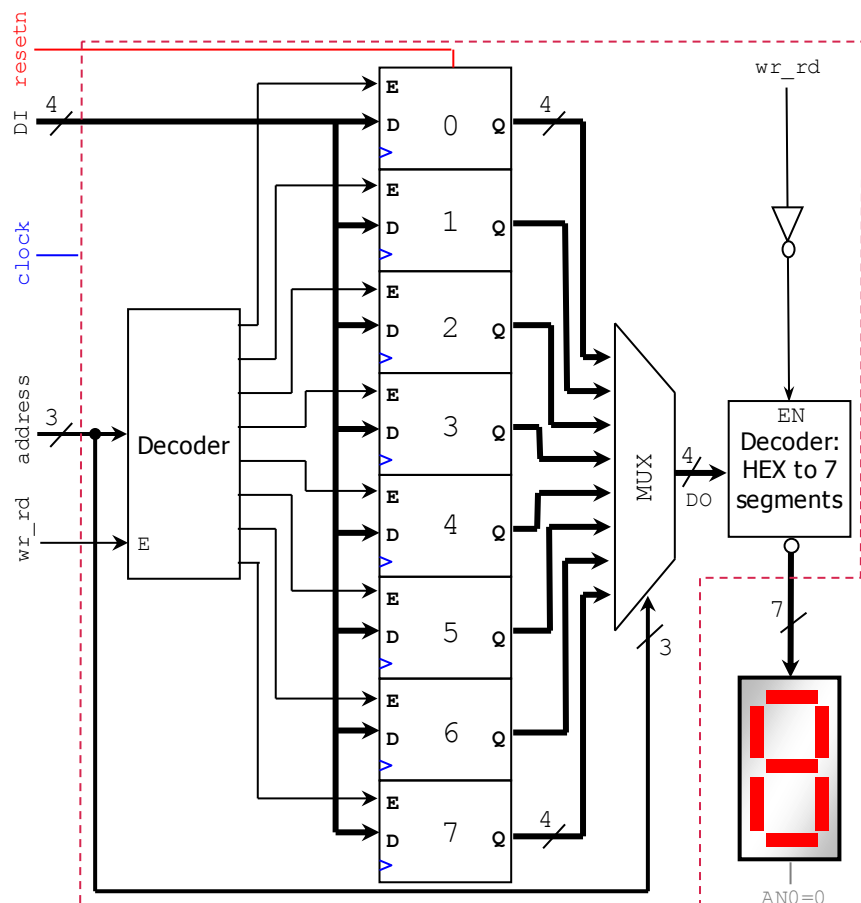 resetn
DI
4
clock
address
3
wr_rd
Decoder
E
E
D
0
Q
4
E
D
1
Q
E
D
2
Q
E
D
3
Q
E
D
4
Q
E
D
5
Q
E
D
6
Q
E
D
7
Q
4
MUX
3
4
DO
wr_rd
EN
Decoder:
HEX to 7
segments
7
AN0=0